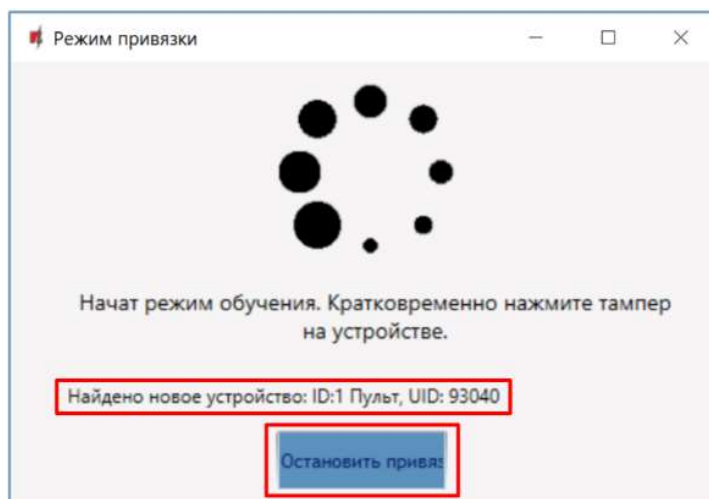 Режим привязки
Начат режим обучения. Кратковременно нажмите тампер
на устройстве.
Найдено новое устройство: ID:1 Пульт, UID: 93040
Остановить привяз